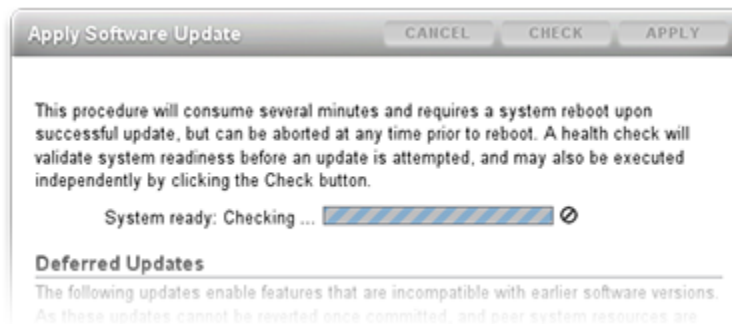 Apply Software Update CANCEL CHECK APPLY
This procedure will consume several minutes and requires a system reboot upon
successful update, but can be aborted at any time prior to reboot. A health check will
validate system readiness before an update is attempted, and may also be executed
independently by clicking the Check button.
System ready: Checking ...
Deferred Updates
The following updates enable features that are incompatible with earlier software versions.
As these updates cannot be reverted once committed, and peer system resources are